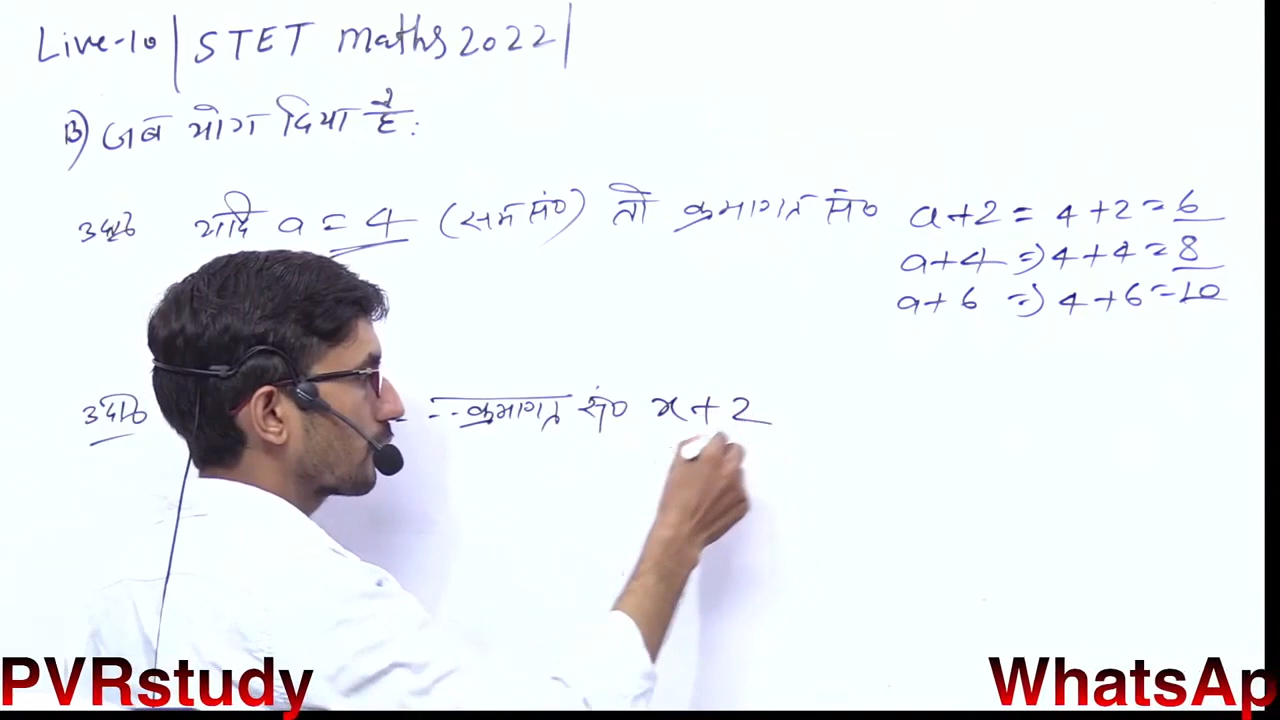 Live-10 | STET maths 2022 |
B) जब योग दिया है :
उदा० यदि a = 4 (सम सं०) तो क्रमागत सं० a+2 = 4+2 = 6
a+4 => 4+4 = 8
a+6 => 4+6 = 10
उदा० -- क्रमागत सं० x+2
PVRstudy
WhatsAp